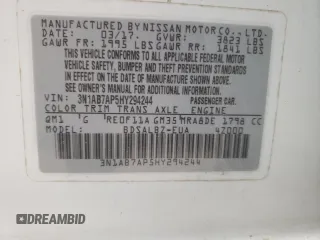 MANUFACTURED BY NISSAN MOTOR CO., LTD.
DATE: 03/17. GVWR: 3823 LBS
GAWR FR: 1995 LBS GAWR RR: 1841 LBS
THIS VEHICLE CONFORMS TO ALL APPLICABLE FEDERAL
MOTOR VEHICLE SAFETY, BUMPER, AND THEFT PREVENTION
STANDARDS IN EFFECT ON THE DATE OF MANUFACTURE
SHOWN ABOVE.
VIN: 3N1AB7AP5HY294244 PASSENGER CAR.
COLOR TRIM TRANS AXLE ENGINE
QM1 G RE0F11A GM35 MRA8DE 1798 CC
MODEL: BDSALBZ-EUA 47000
3N1AB7AP5HY294244